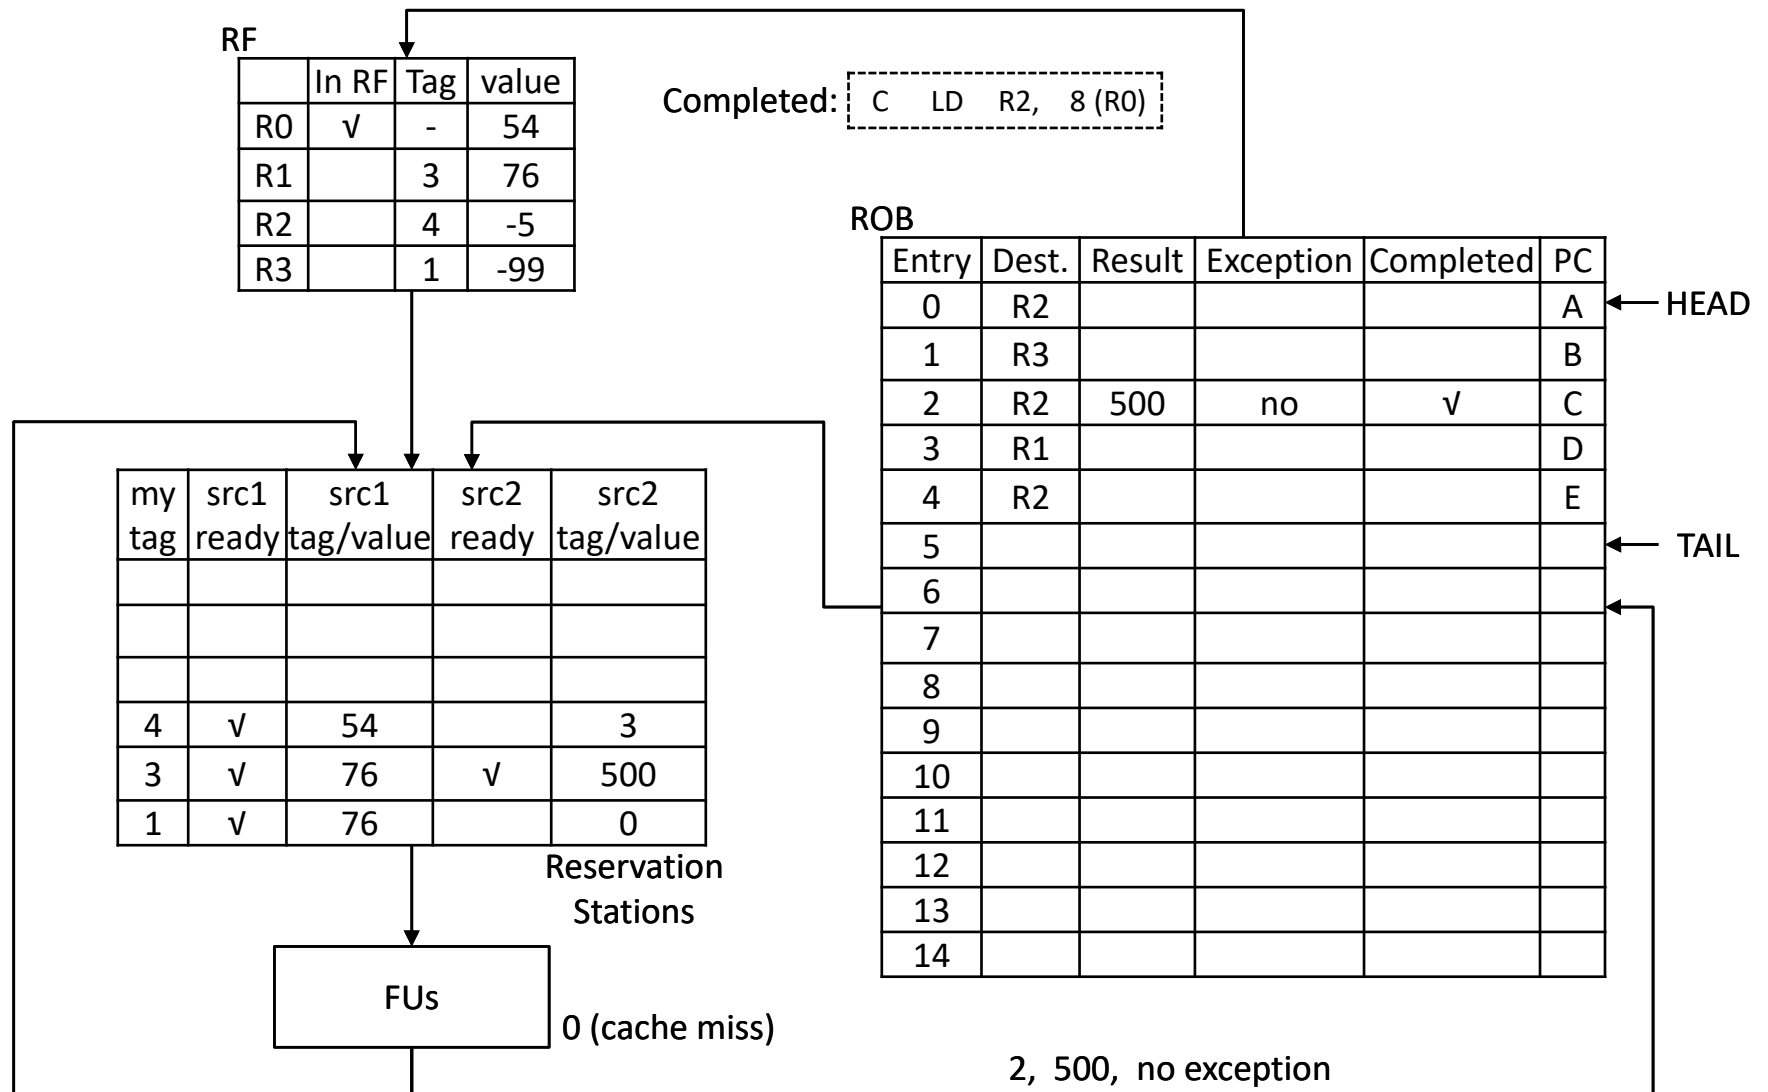 RF
In RF Tag value
R0 √ - 54
R1 3 76
R2 4 -5
R3 1 -99
Completed: C LD R2, 8 (R0)
ROB
Entry Dest. Result Exception Completed PC
0 R2 A
HEAD
1 R3 B
2 R2 500 no √ C
3 R1 D
4 R2 E
5
TAIL
6
7
8
9
10
11
12
13
14
my src1 src1 src2 src2
tag ready tag/value ready tag/value
4 √ 54 3
3 √ 76 √ 500
1 √ 76 0
Reservation
Stations
FUs
0 (cache miss)
2, 500, no exception